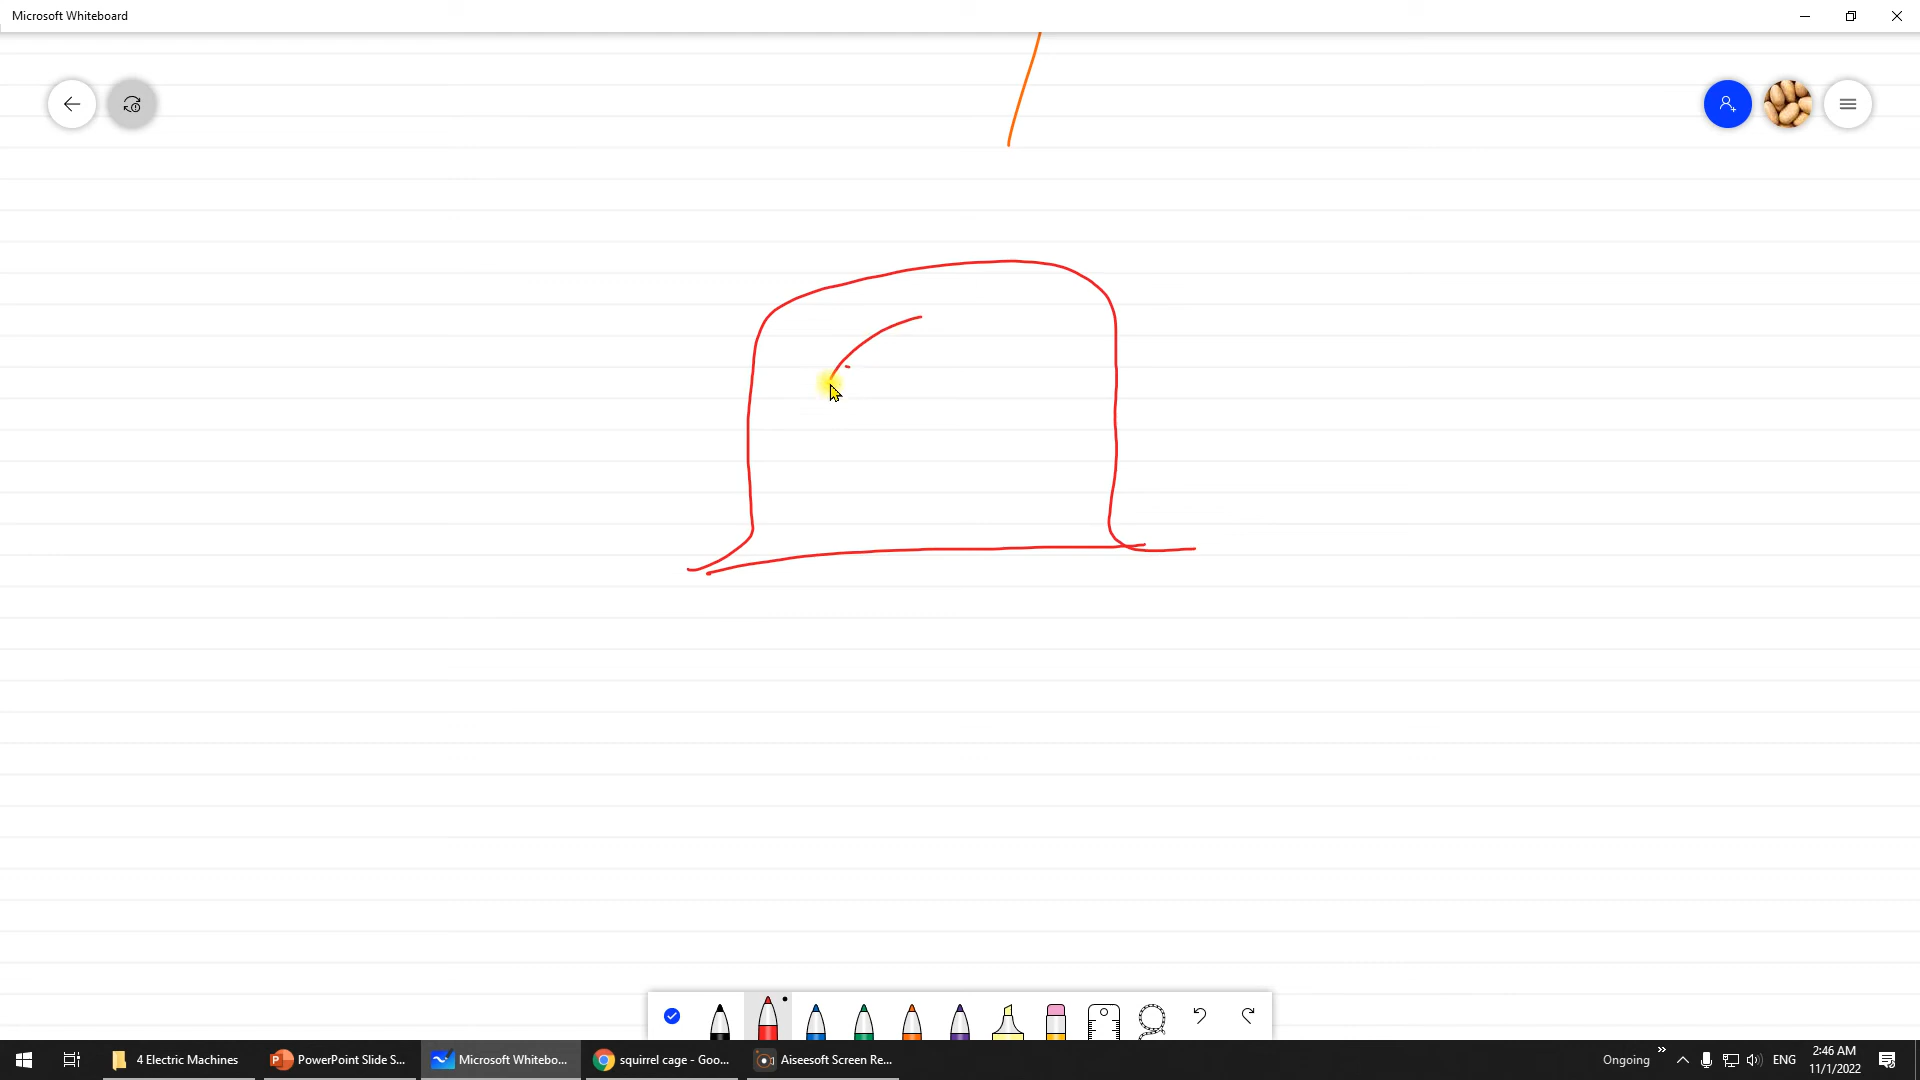 Microsoft Whiteboard
4 Electric Machines
PowerPoint Slide S...
Microsoft Whitebo...
squirrel cage - Goo...
Aiseesoft Screen Re...
Ongoing
ENG
2:46 AM
11/1/2022